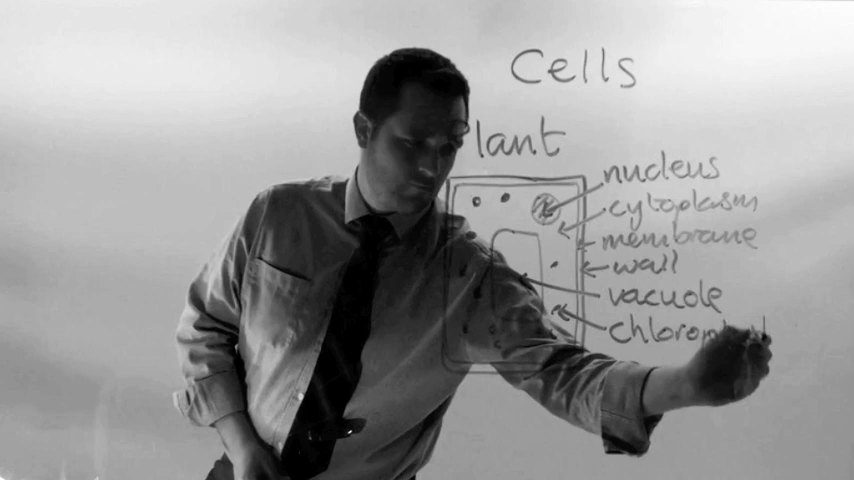 Cells
lant
nucleus
cytoplasm
membrane
wall
vacuole
chlorop